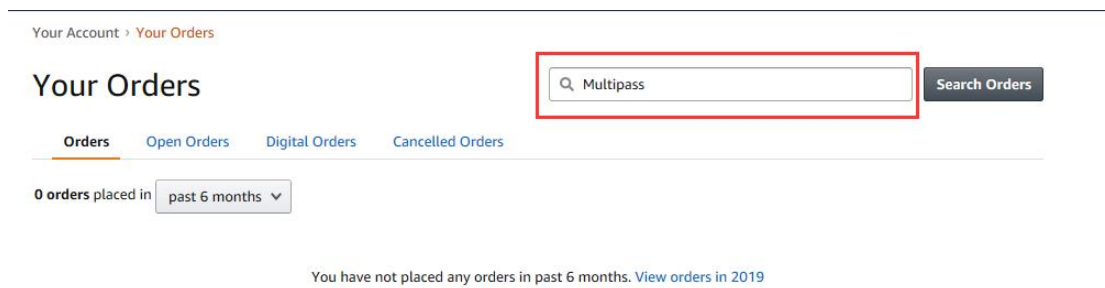 Your Account › Your Orders
Your Orders
Multipass
Search Orders
Orders Open Orders Digital Orders Cancelled Orders
0 orders placed in past 6 months
You have not placed any orders in past 6 months. View orders in 2019